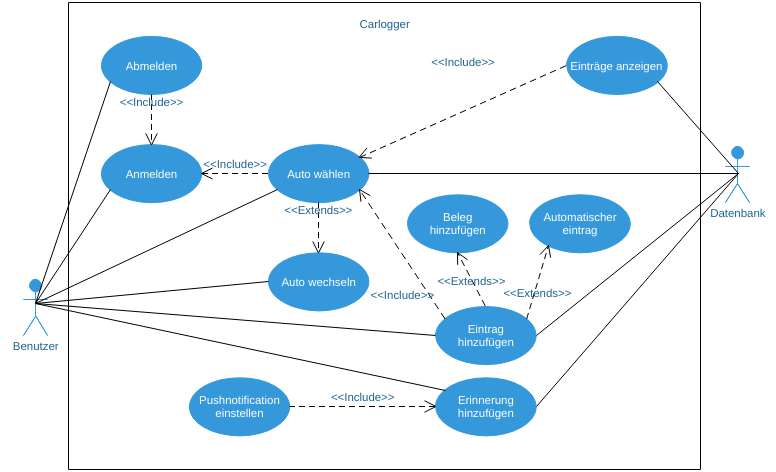 Carlogger
Abmelden
<<Include>>
Einträge anzeigen
<<Include>>
Anmelden
<<Include>>
Auto wählen
<<Extends>>
Beleg
hinzufügen
Automatischer
eintrag
Datenbank
Auto wechseln
<<Include>>
<<Extends>>
<<Extends>>
Benutzer
Eintrag
hinzufügen
Pushnotification
einstellen
<<Include>>
Erinnerung
hinzufügen